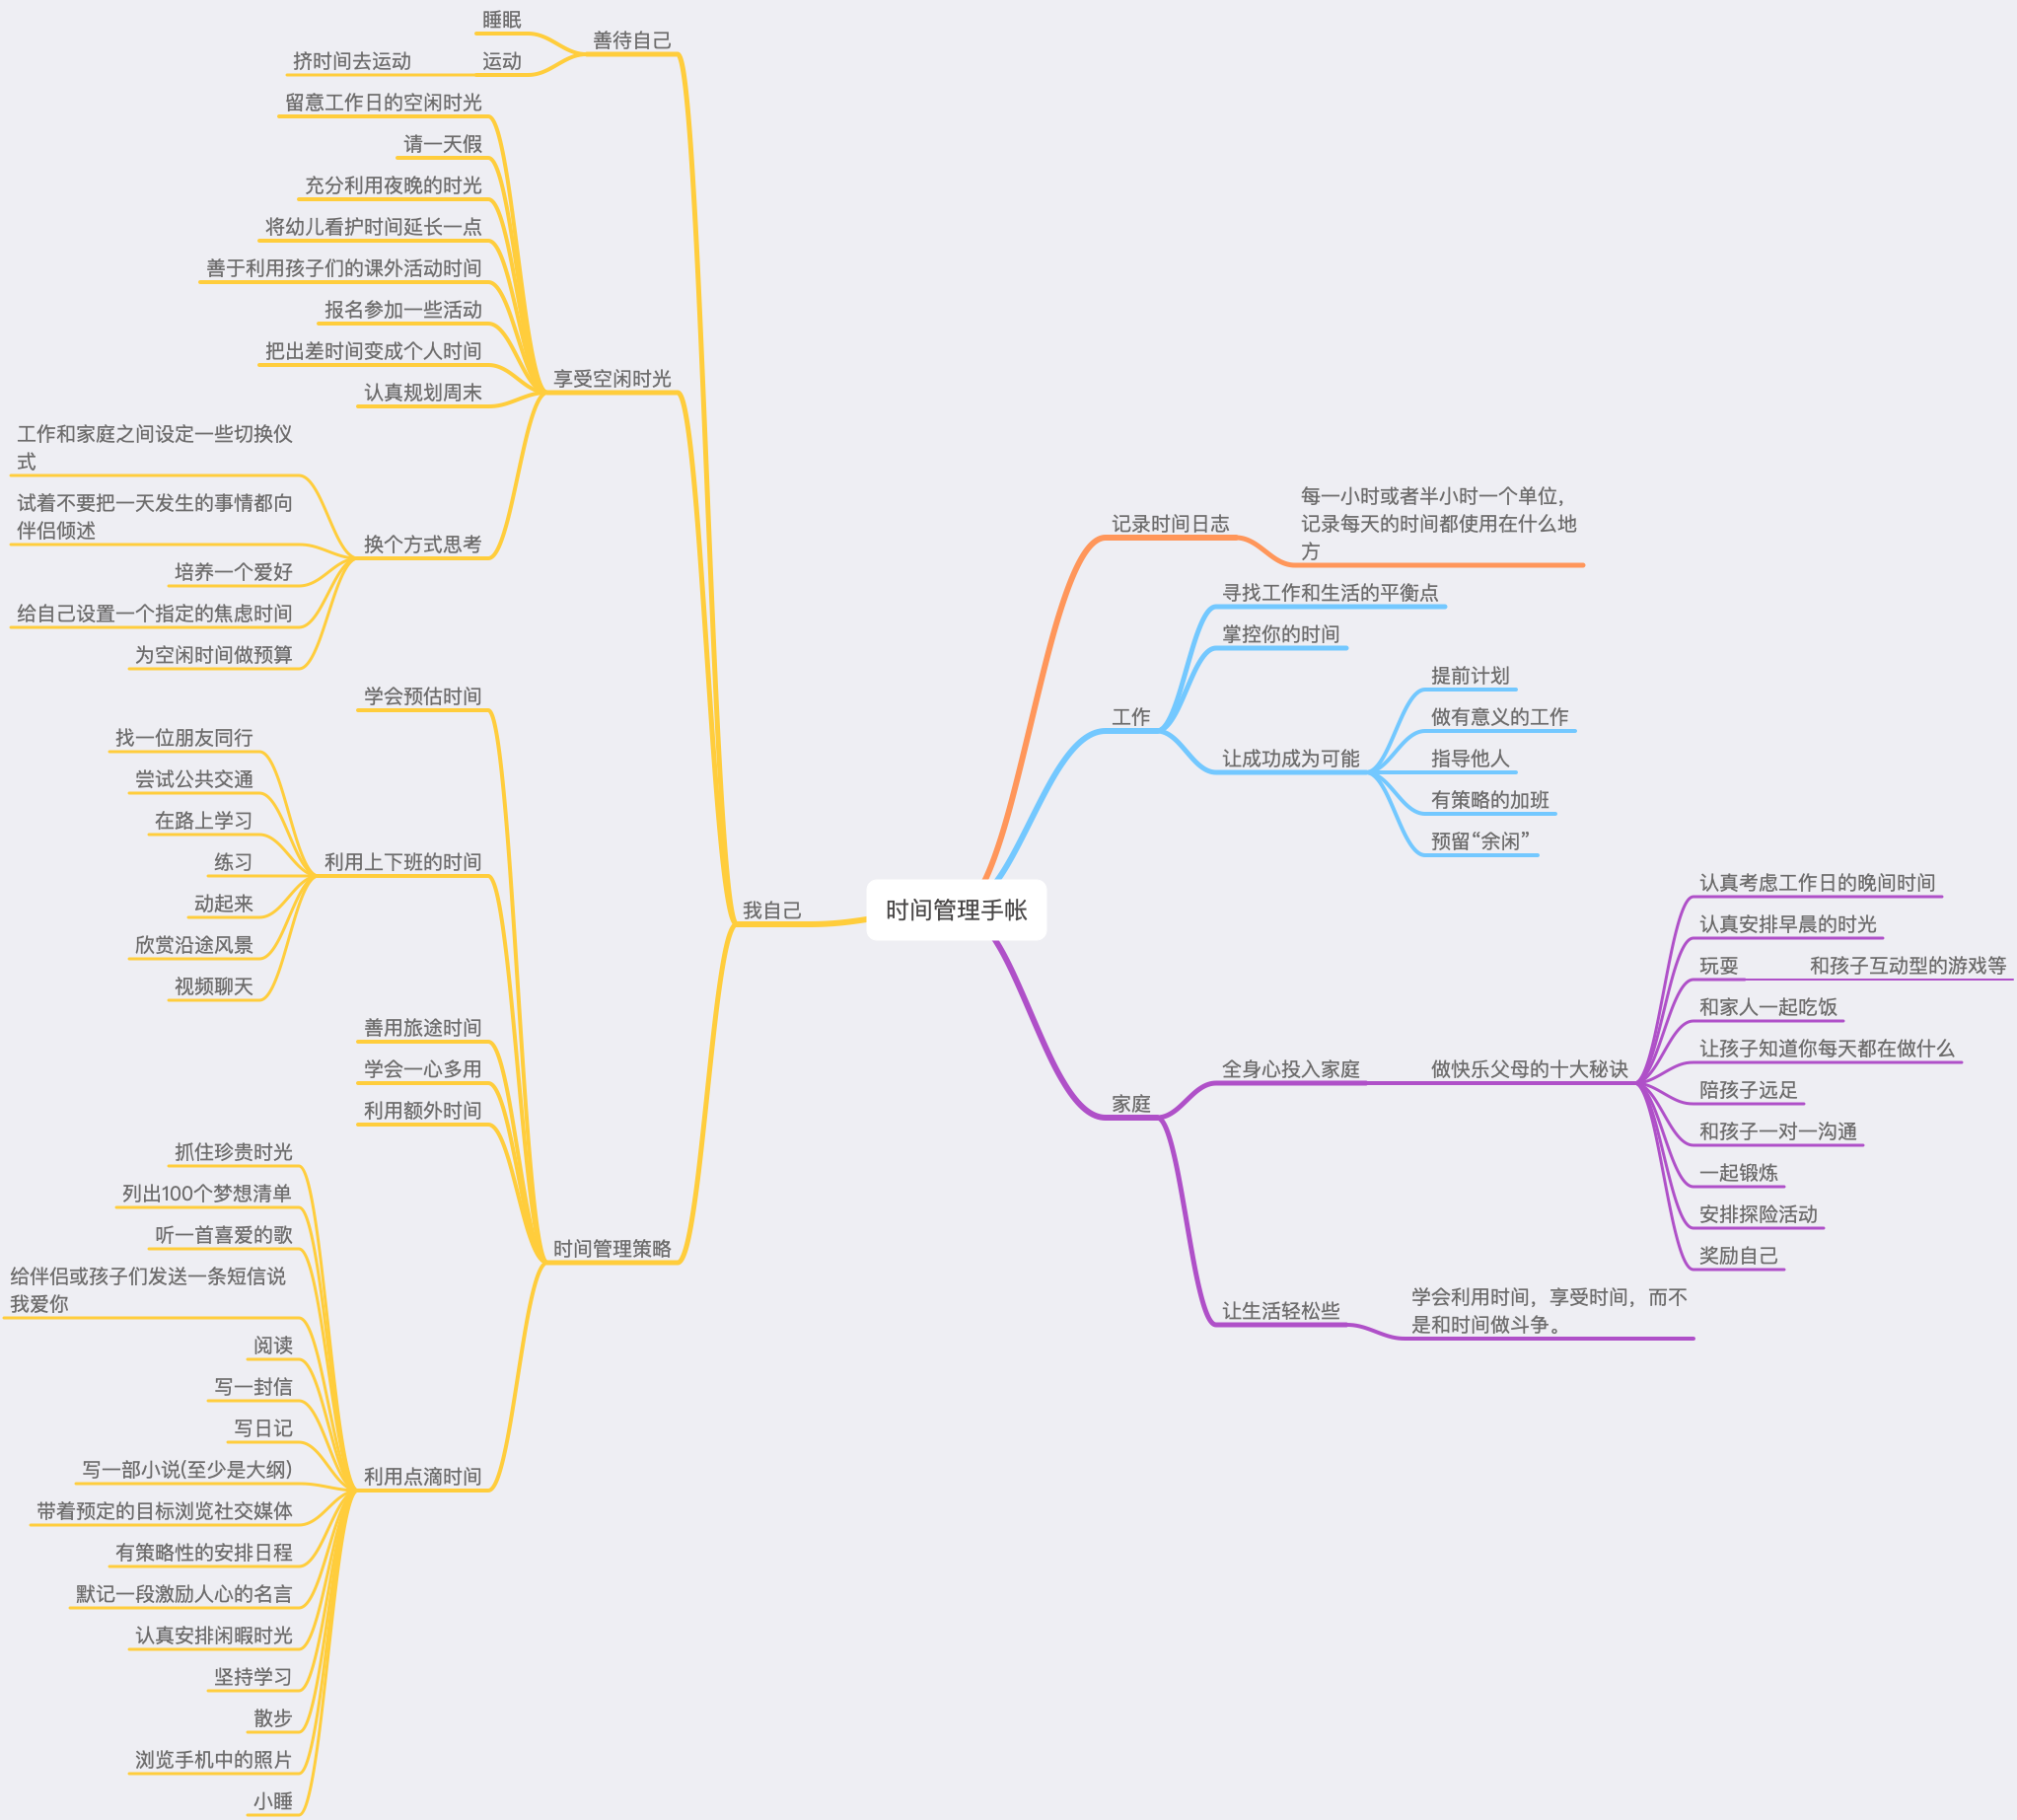 时间管理手帐
记录时间日志
每一小时或者半小时一个单位，
记录每天的时间都使用在什么地
方
工作
寻找工作和生活的平衡点
掌控你的时间
让成功成为可能
提前计划
做有意义的工作
指导他人
有策略的加班
预留“余闲”
家庭
全身心投入家庭
做快乐父母的十大秘诀
认真考虑工作日的晚间时间
认真安排早晨的时光
玩耍
和孩子互动型的游戏等
和家人一起吃饭
让孩子知道你每天都在做什么
陪孩子远足
和孩子一对一沟通
一起锻炼
安排探险活动
奖励自己
让生活轻松些
学会利用时间，享受时间，而不
是和时间做斗争。
我自己
善待自己
睡眠
运动
挤时间去运动
享受空闲时光
留意工作日的空闲时光
请一天假
充分利用夜晚的时光
将幼儿看护时间延长一点
善于利用孩子们的课外活动时间
报名参加一些活动
把出差时间变成个人时间
认真规划周末
换个方式思考
工作和家庭之间设定一些切换仪
式
试着不要把一天发生的事情都向
伴侣倾述
培养一个爱好
给自己设置一个指定的焦虑时间
为空闲时间做预算
时间管理策略
学会预估时间
利用上下班的时间
找一位朋友同行
尝试公共交通
在路上学习
练习
动起来
欣赏沿途风景
视频聊天
善用旅途时间
学会一心多用
利用额外时间
利用点滴时间
抓住珍贵时光
列出100个梦想清单
听一首喜爱的歌
给伴侣或孩子们发送一条短信说
我爱你
阅读
写一封信
写日记
写一部小说(至少是大纲)
带着预定的目标浏览社交媒体
有策略性的安排日程
默记一段激励人心的名言
认真安排闲暇时光
坚持学习
散步
浏览手机中的照片
小睡